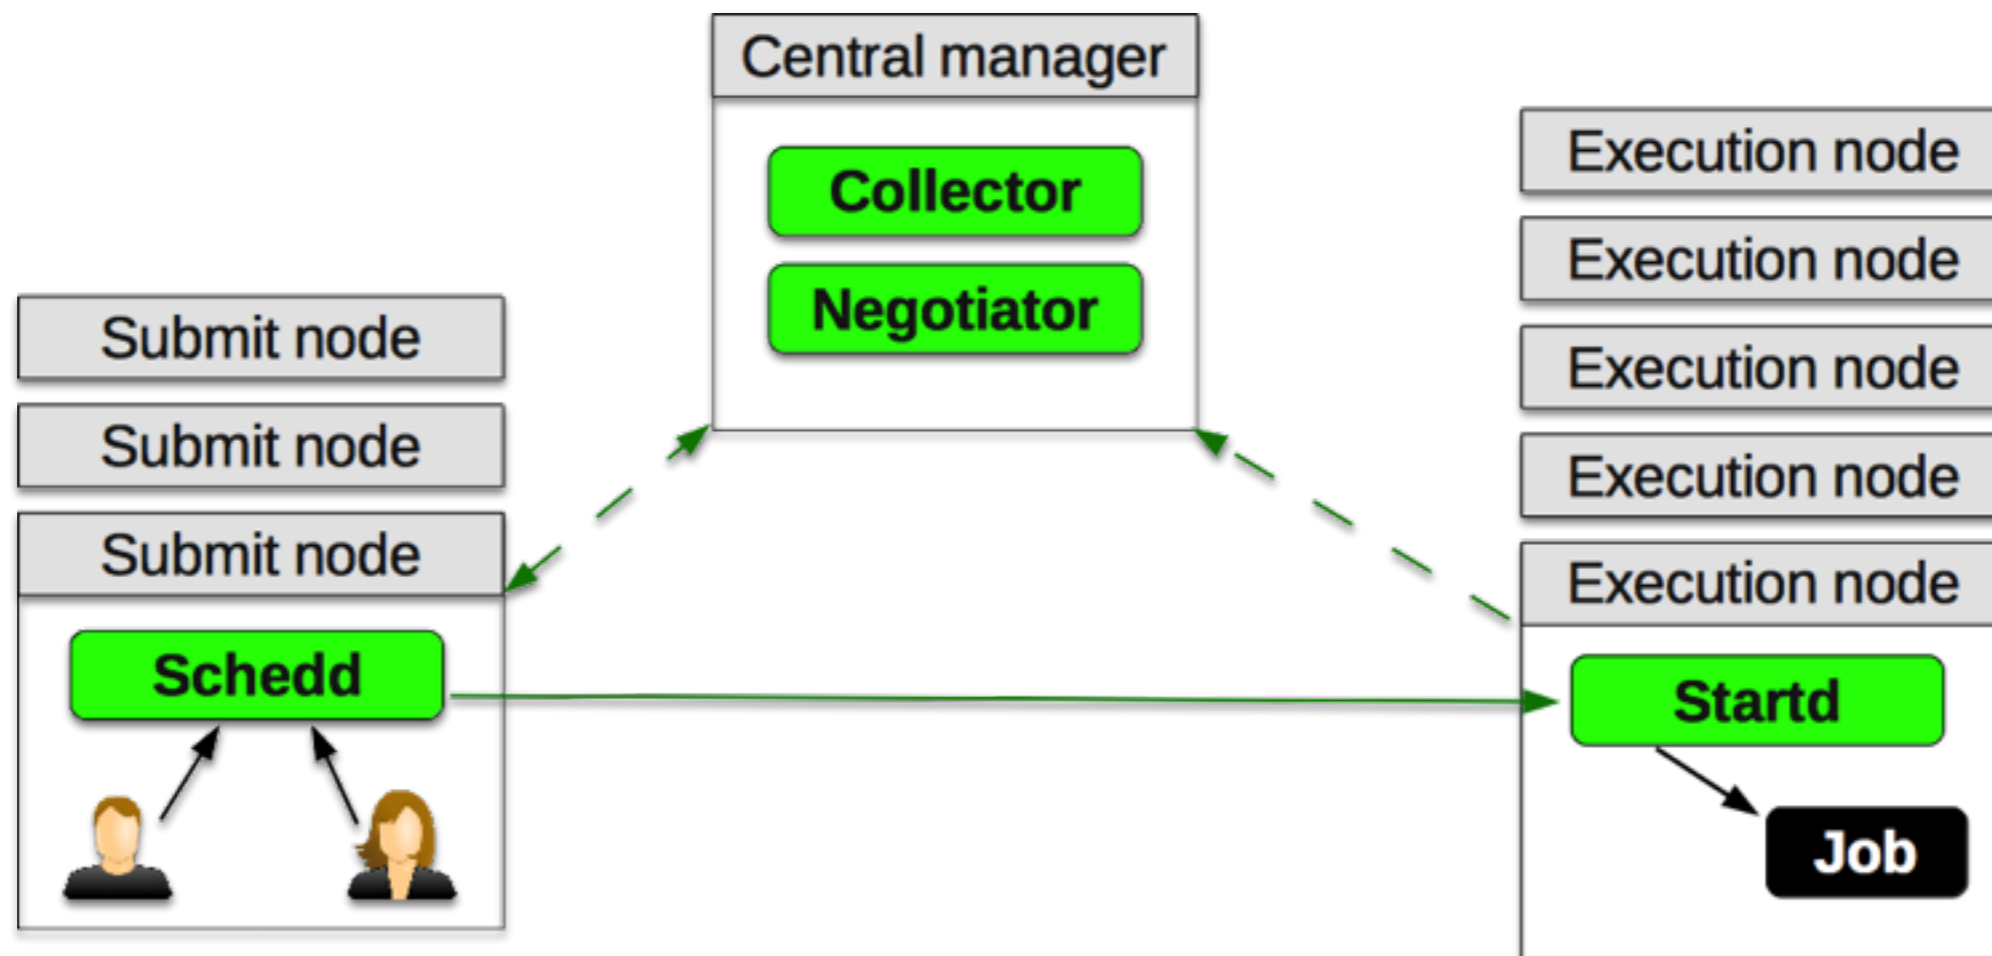 Central manager
Collector
Negotiator
Submit node
Submit node
Submit node
Schedd
Execution node
Execution node
Execution node
Execution node
Execution node
Startd
Job